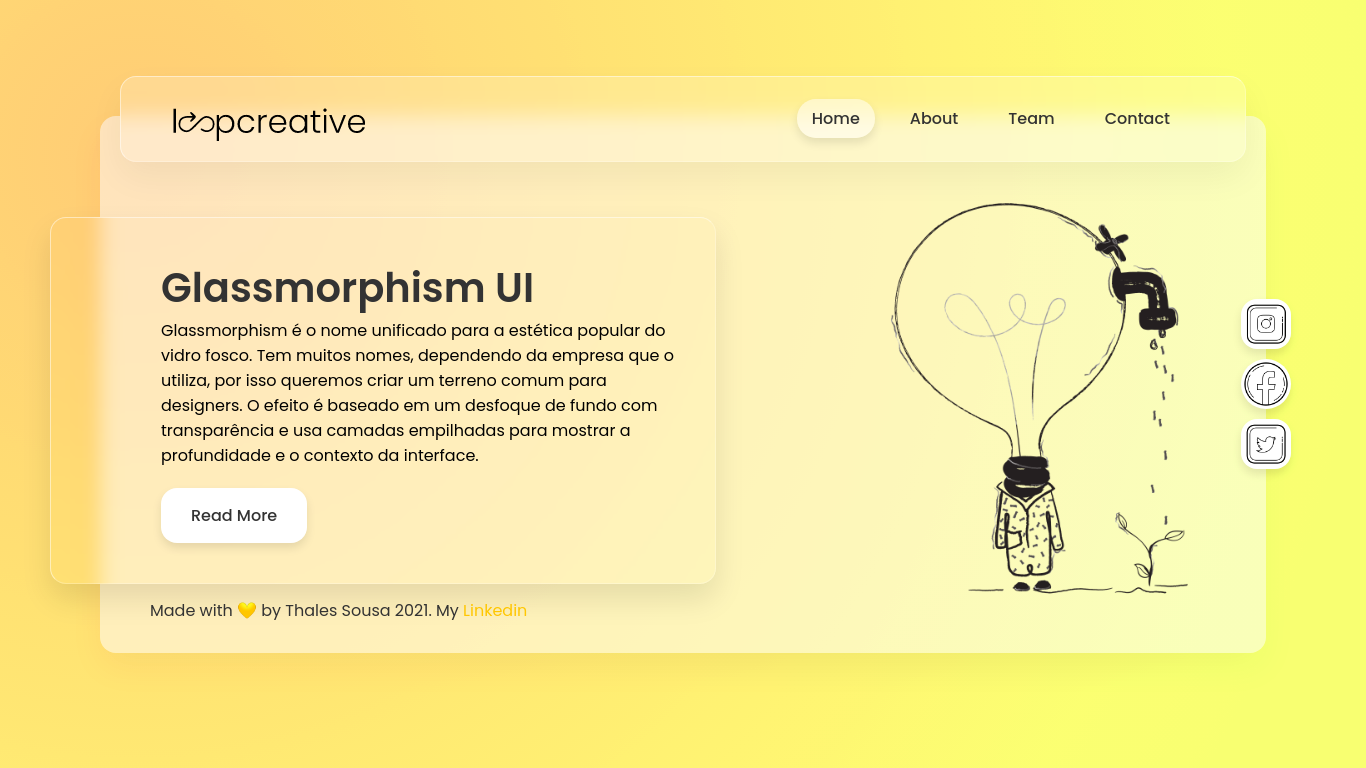 loopcreative
Home
About
Team
Contact
Glassmorphism UI
Glassmorphism é o nome unificado para a estética popular do
vidro fosco. Tem muitos nomes, dependendo da empresa que o
utiliza, por isso queremos criar um terreno comum para
designers. O efeito é baseado em um desfoque de fundo com
transparência e usa camadas empilhadas para mostrar a
profundidade e o contexto da interface.
Read More
Made with 💛 by Thales Sousa 2021. My Linkedin